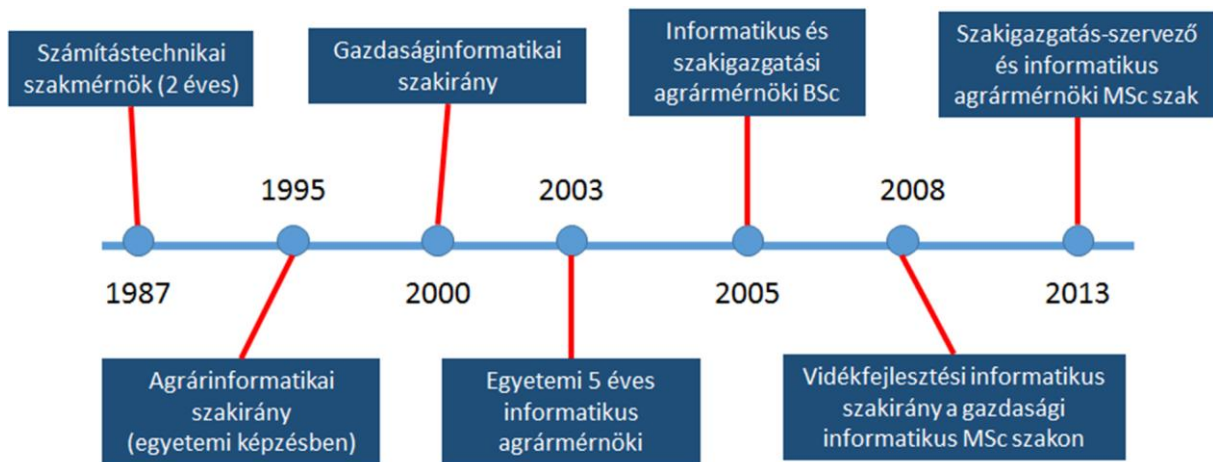 Számítástechnikai
szakmérnök (2 éves)
Gazdaságinformatikai
szakirány
Informatikus és
szakigazgatási
agrármérnöki BSc
Szakigazgatás-szervező
és informatikus
agrármérnöki MSc szak
1995
2003
2008
1987
2000
2005
2013
Agrárinformatikai
szakirány
(egyetemi képzésben)
Egyetemi 5 éves
informatikus
agrármérnöki
Vidékfejlesztési informatikus
szakirány a gazdasági
informatikus MSc szakon